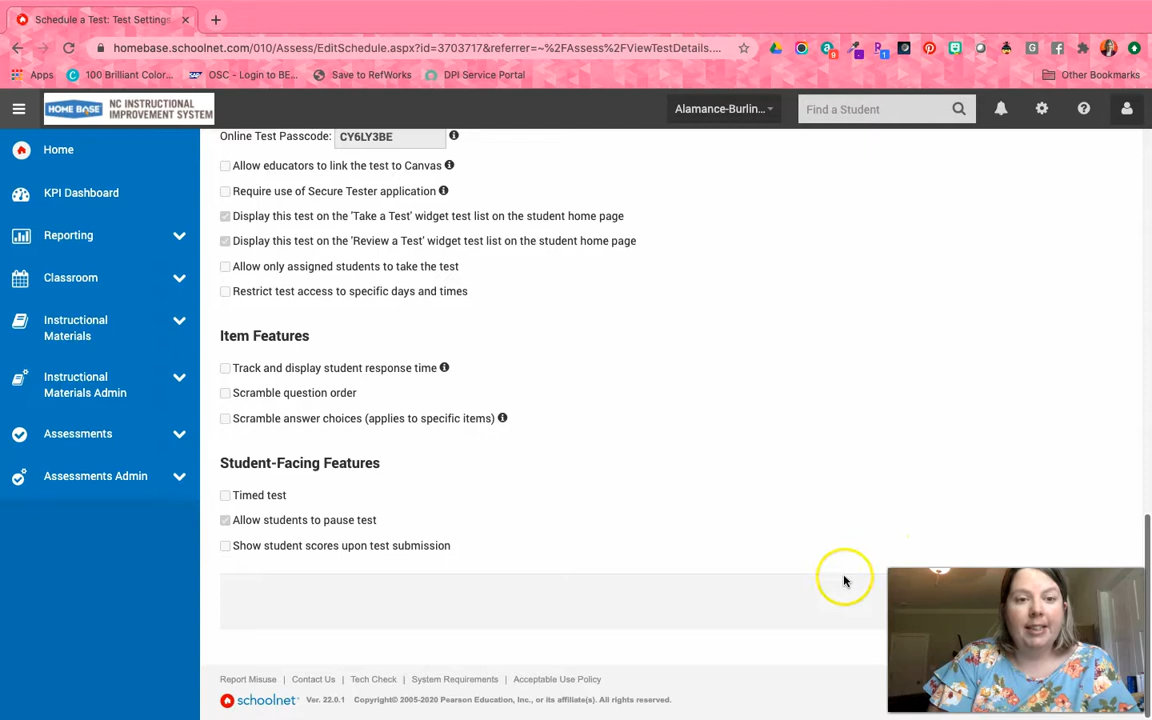 Schedule a Test: Test Settings
homebase.schoolnet.com/010/Assess/EditSchedule.aspx?id=3703717&referrer=~%2FAssess%2FViewTestDetails....
Apps
100 Brilliant Color...
OSC - Login to BE...
Save to RefWorks
DPI Service Portal
Other Bookmarks
HOME BASE
NC INSTRUCTIONAL
IMPROVEMENT SYSTEM
Alamance-Burlin...
Find a Student
Home
KPI Dashboard
Reporting
Classroom
Instructional
Materials
Instructional
Materials Admin
Assessments
Assessments Admin
Online Test Passcode: CY6LY3BE
Allow educators to link the test to Canvas
Require use of Secure Tester application
Display this test on the 'Take a Test' widget test list on the student home page
Display this test on the 'Review a Test' widget test list on the student home page
Allow only assigned students to take the test
Restrict test access to specific days and times
Item Features
Track and display student response time
Scramble question order
Scramble answer choices (applies to specific items)
Student-Facing Features
Timed test
Allow students to pause test
Show student scores upon test submission
Report Misuse | Contact Us | Tech Check | System Requirements | Acceptable Use Policy
schoolnet Ver. 22.0.1 Copyright© 2005-2020 Pearson Education, Inc., or its affiliate(s). All rights reserved.